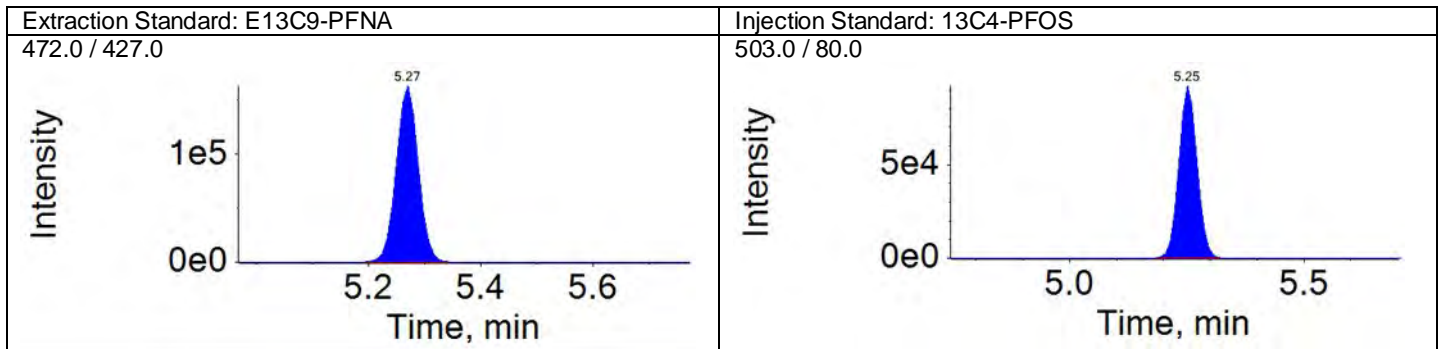 Extraction Standard: E13C9-PFNA
472.0 / 427.0
5.27
1e5
0e0
Intensity
5.2 5.4 5.6
Time, min
Injection Standard: 13C4-PFOS
503.0 / 80.0
5.25
5e4
0e0
Intensity
5.0 5.5
Time, min